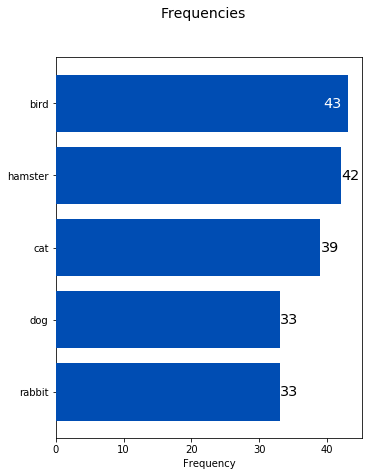 Frequencies
bird 43
hamster 42
cat 39
dog 33
rabbit 33
0 10 20 30 40
Frequency